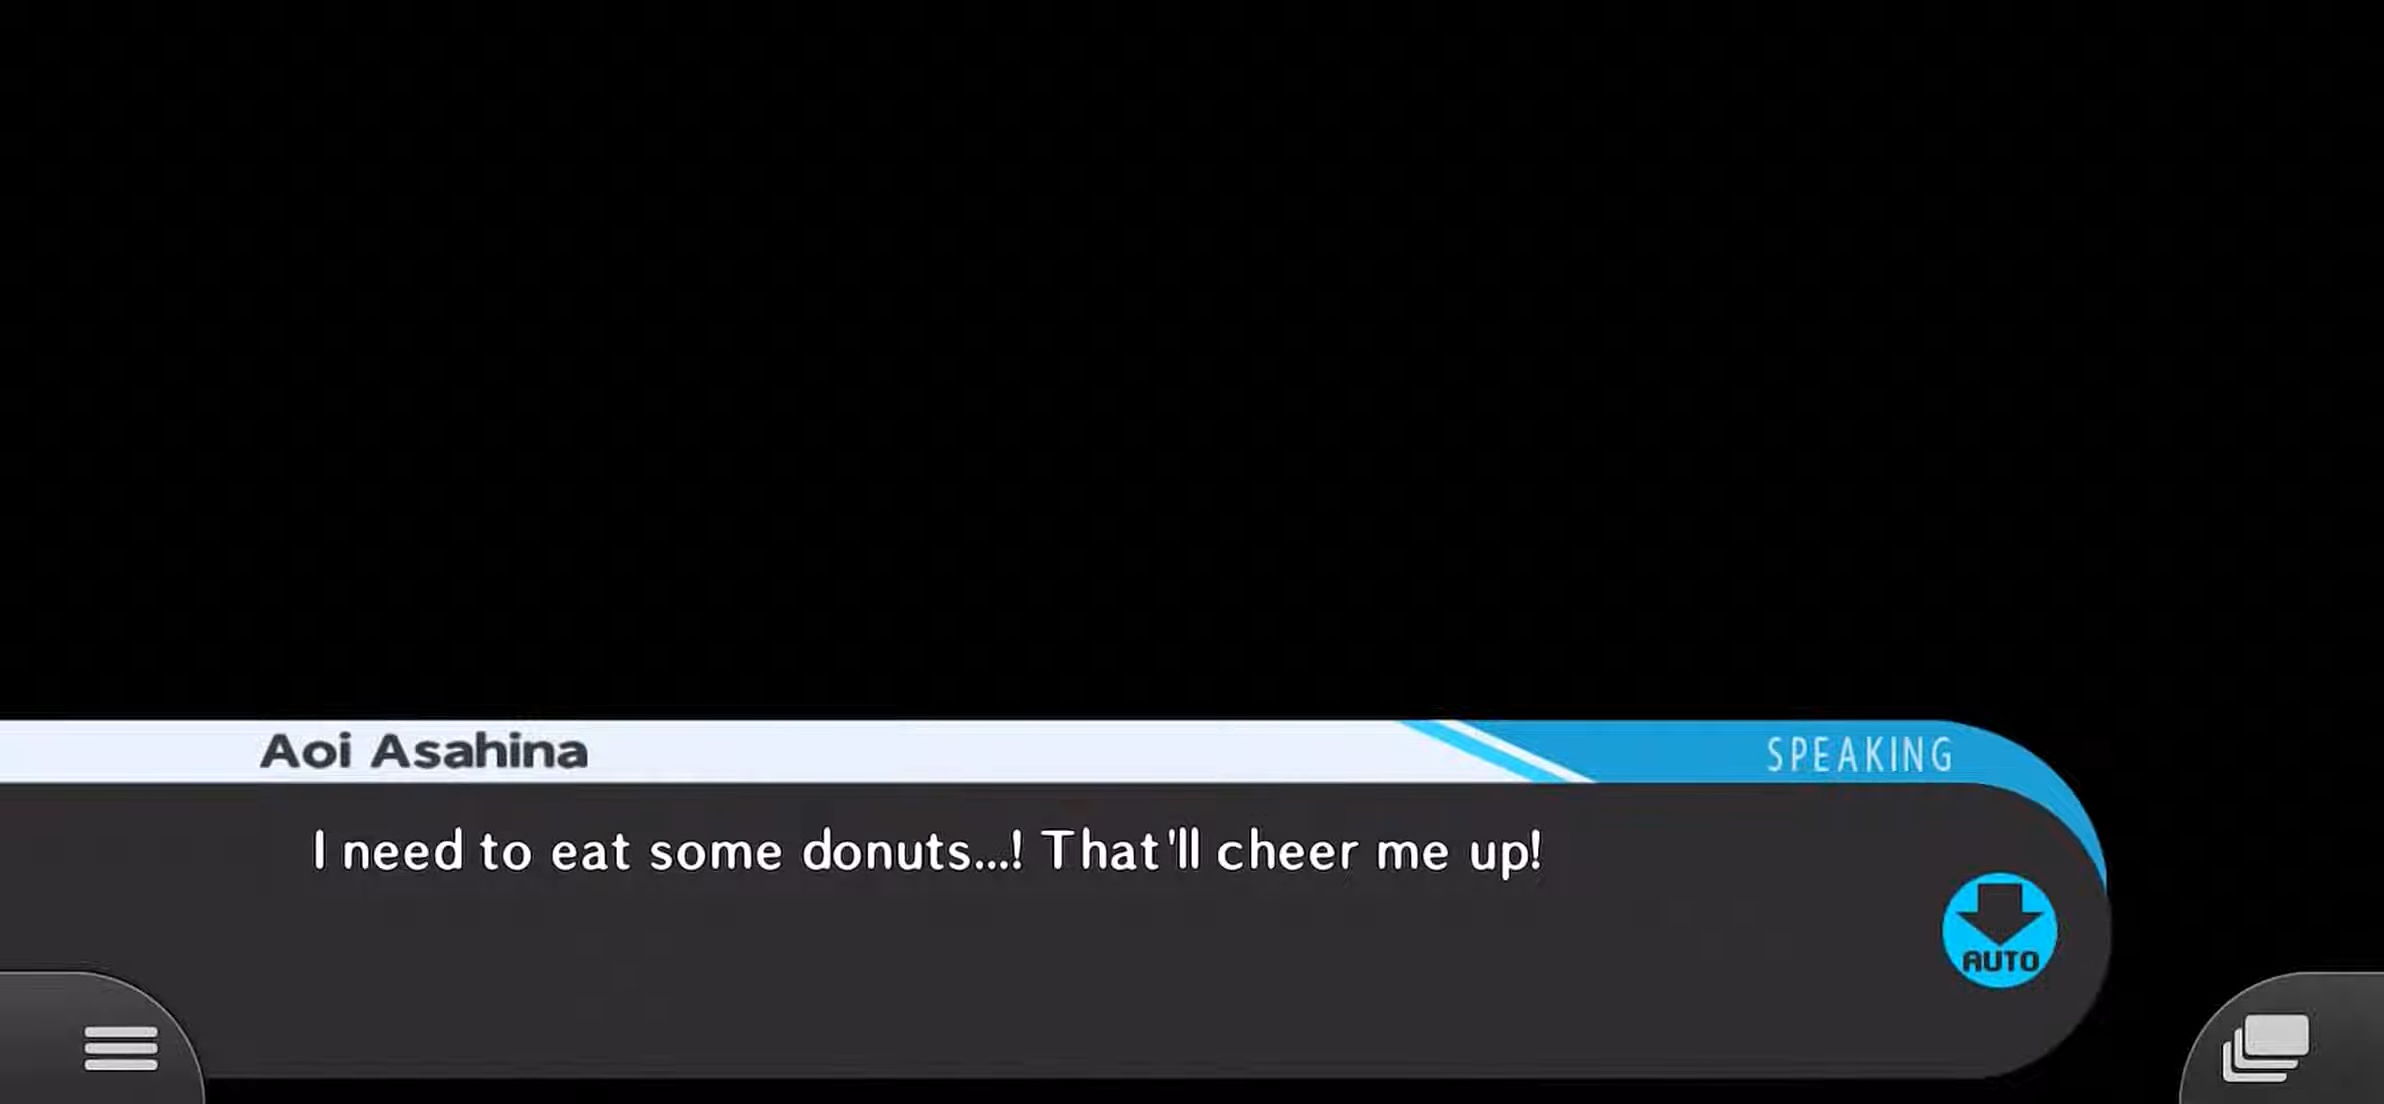 Aoi Asahina
SPEAKING
I need to eat some donuts...! That'll cheer me up!
AUTO